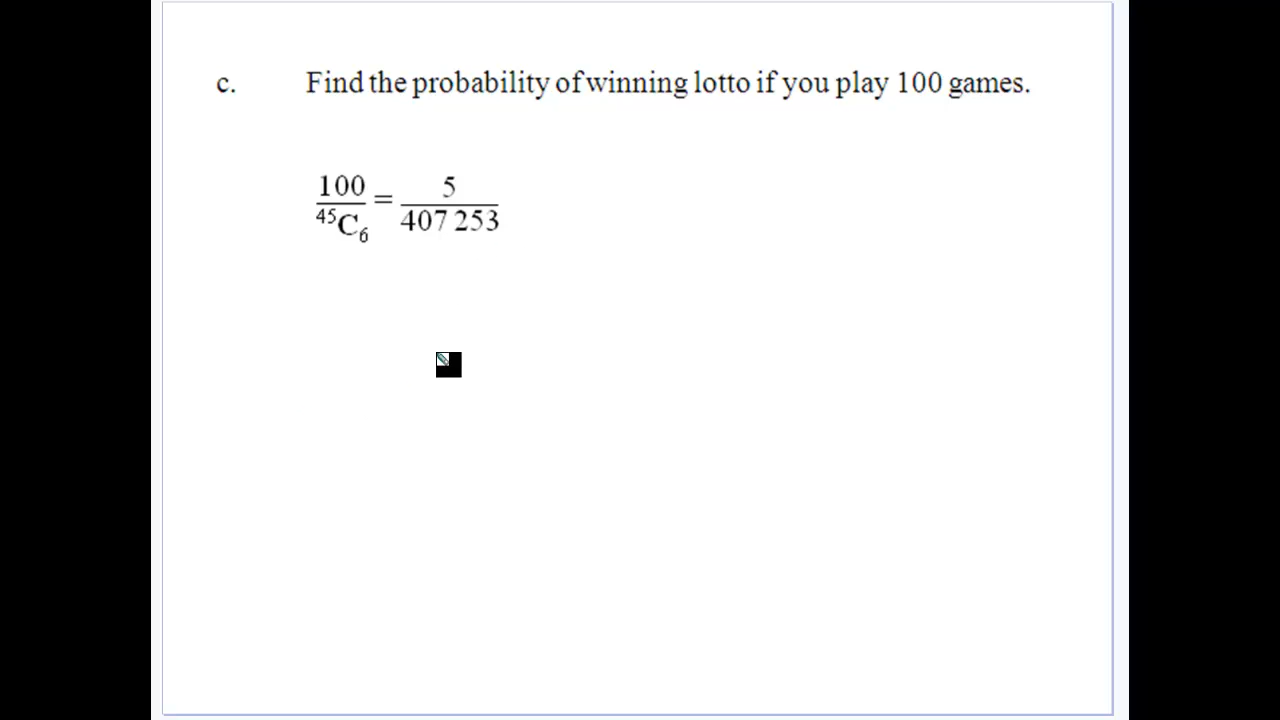 c. Find the probability of winning lotto if you play 100 games.
100/⁴⁵C₆ = 5/407 253